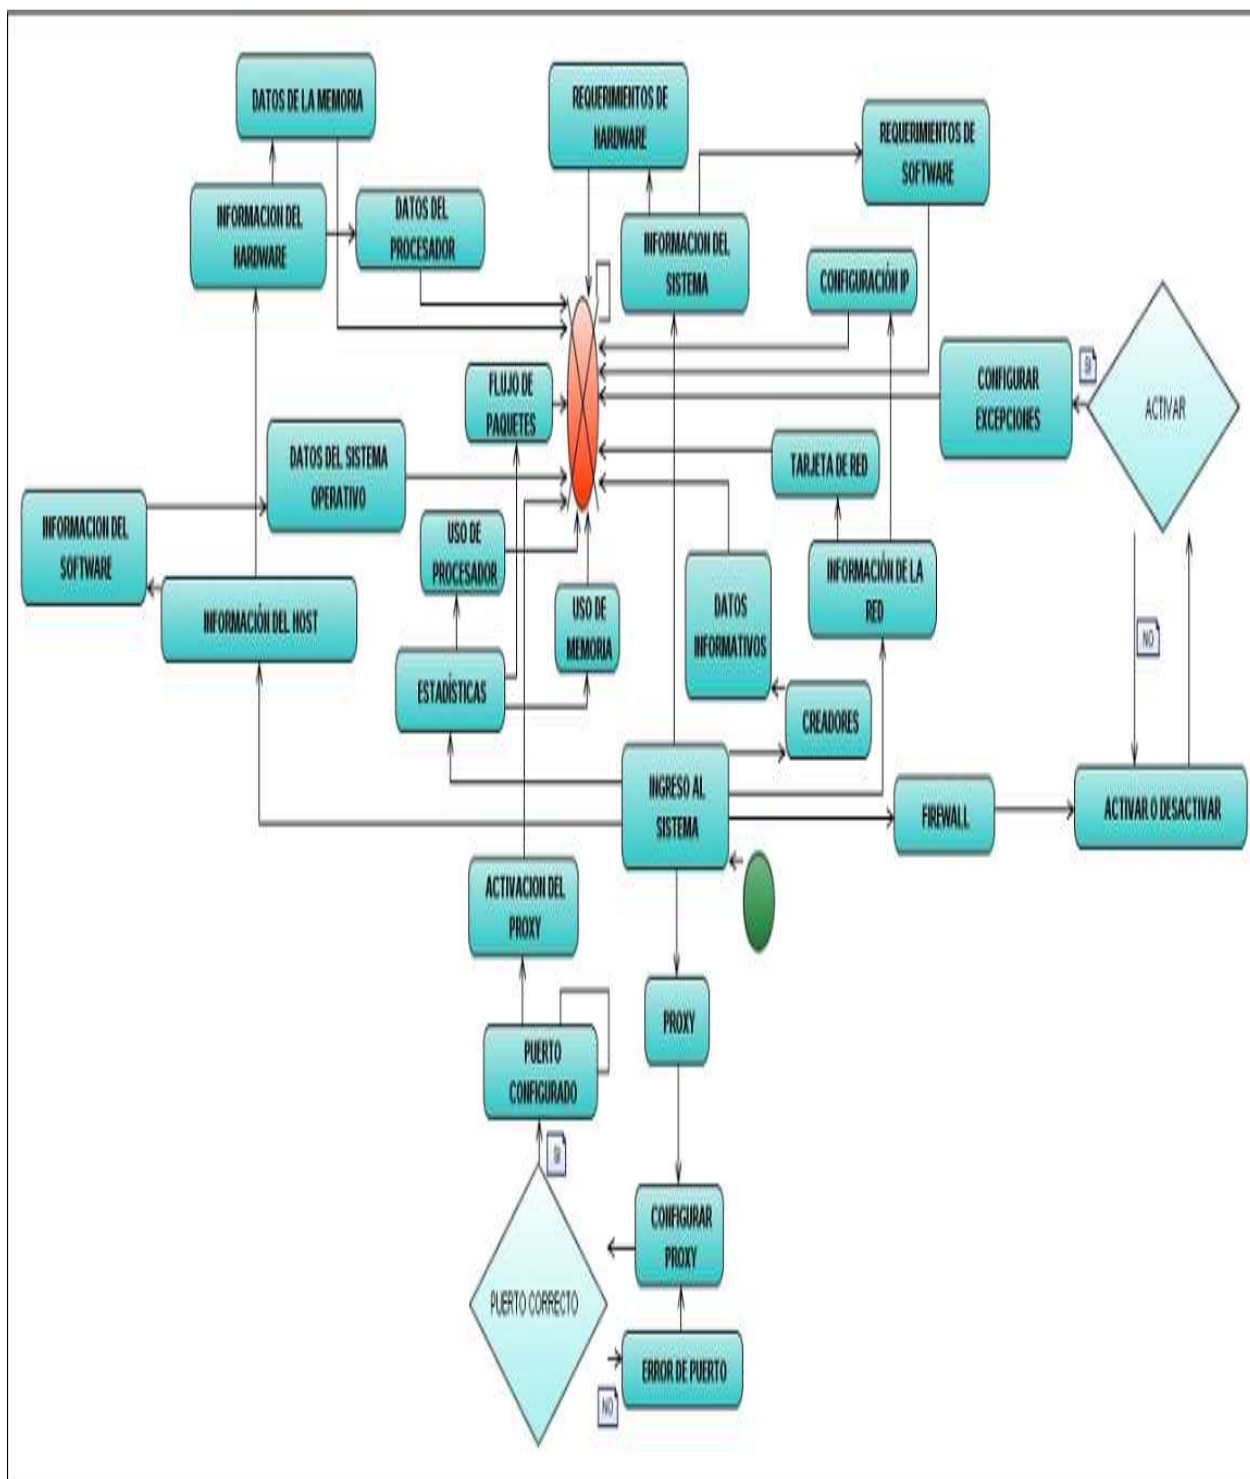 DATOS DE LA MEMORIA
REQUERIMIENTOS DE
HARDWARE
REQUERIMIENTOS DE
SOFTWARE
INFORMACION DEL
HARDWARE
DATOS DEL
PROCESADOR
INFORMACION DEL
SISTEMA
CONFIGURACIÓN IP
FLUJO DE
PAQUETES
CONFIGURAR
EXCEPCIONES
ACTIVAR
DATOS DEL SISTEMA
OPERATIVO
TARJETA DE RED
INFORMACION DEL
SOFTWARE
USO DE
PROCESADOR
INFORMACIÓN DE LA
RED
INFORMACIÓN DEL HOST
USO DE
MEMORIA
DATOS
INFORMATIVOS
NO
ESTADÍSTICAS
CREADORES
INGRESO AL
SISTEMA
FIREWALL
ACTIVAR O DESACTIVAR
ACTIVACION DEL
PROXY
PROXY
PUERTO
CONFIGURADO
CONFIGURAR
PROXY
PUERTO CORRECTO
ERROR DE PUERTO
NO